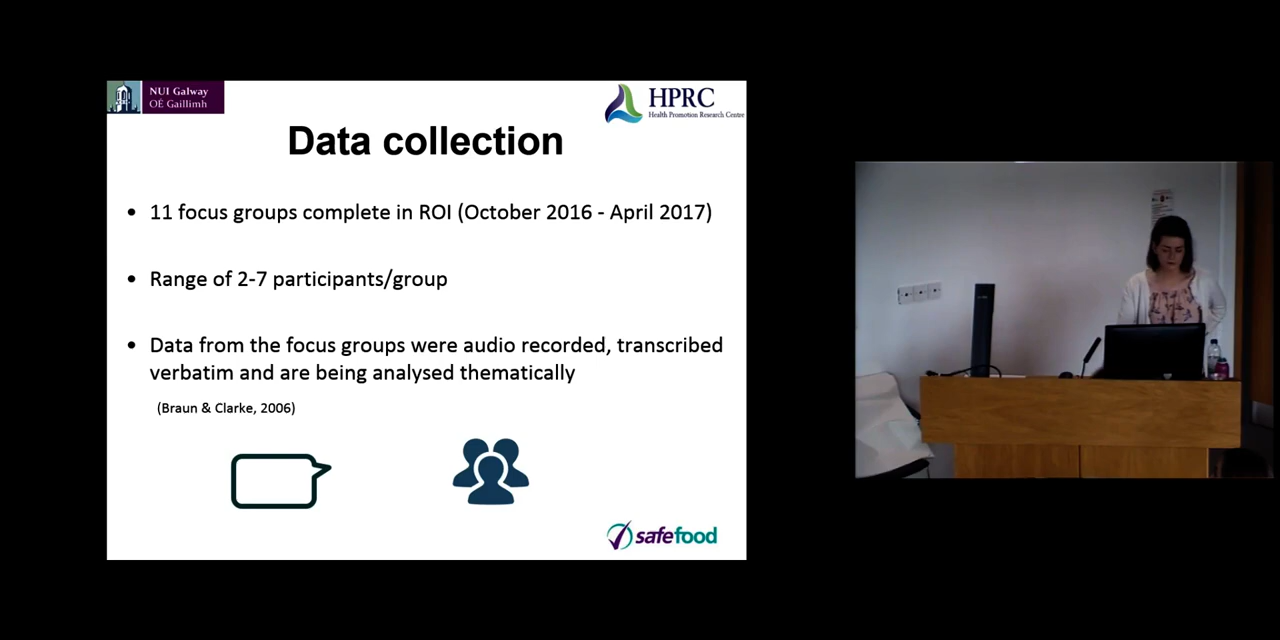 NUI Galway
OÉ Gaillimh
HPRC
Health Promotion Research Centre
Data collection
• 11 focus groups complete in ROI (October 2016 - April 2017)
• Range of 2-7 participants/group
• Data from the focus groups were audio recorded, transcribed
verbatim and are being analysed thematically
(Braun & Clarke, 2006)
safefood